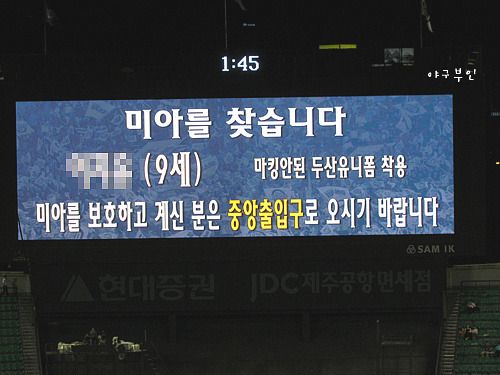 1:45
야구부인
미아를 찾습니다
(9세) 마킹안된 두산유니폼 착용
미아를 보호하고 계신 분은 중앙출입구로 오시기 바랍니다
SAM IK
현대증권 JDC제주공항면세점